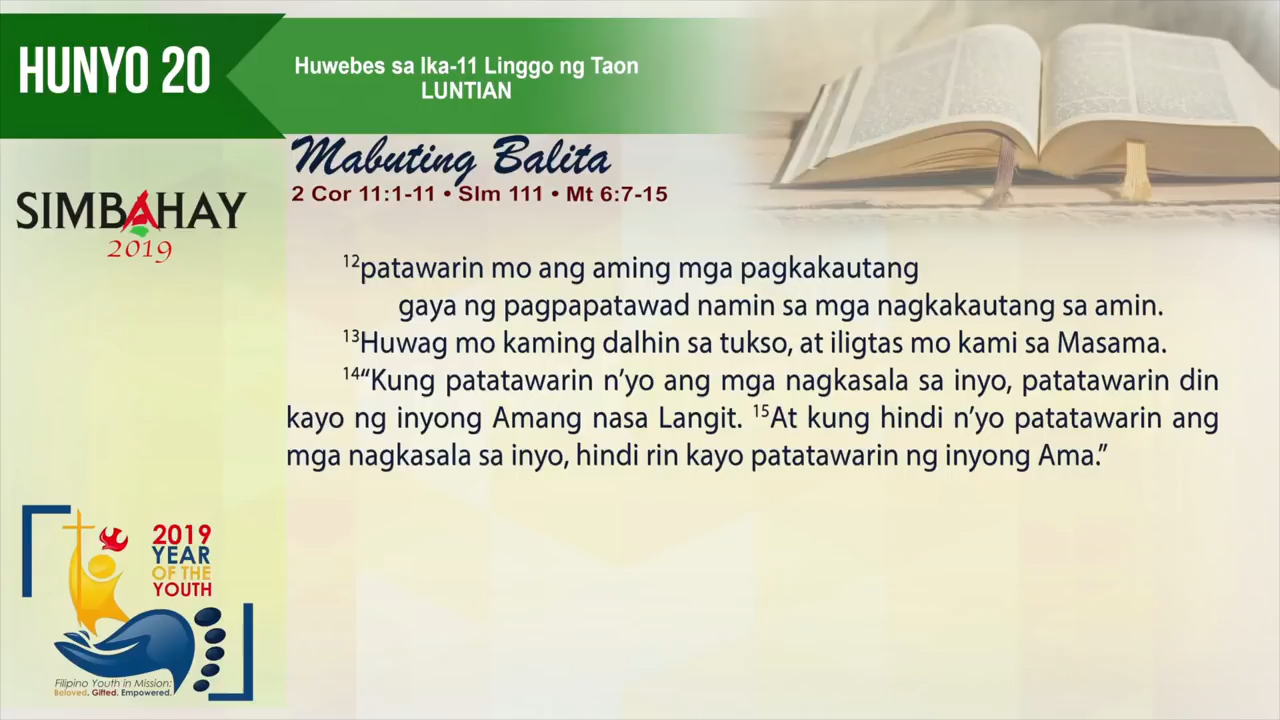 HUNYO 20
Huwebes sa Ika-11 Linggo ng Taon
LUNTIAN
Mabuting Balita
2 Cor 11:1-11 • Slm 111 • Mt 6:7-15
SIMBAHAY
2019
¹²patawarin mo ang aming mga pagkakautang
gaya ng pagpapatawad namin sa mga nagkakautang sa amin.
¹³Huwag mo kaming dalhin sa tukso, at iligtas mo kami sa Masama.
¹⁴“Kung patatawarin n’yo ang mga nagkasala sa inyo, patatawarin din
kayo ng inyong Amang nasa Langit. ¹⁵At kung hindi n’yo patatawarin ang
mga nagkasala sa inyo, hindi rin kayo patatawarin ng inyong Ama.”
2019
YEAR
OF THE
YOUTH
Filipino Youth in Mission:
Beloved. Gifted. Empowered.